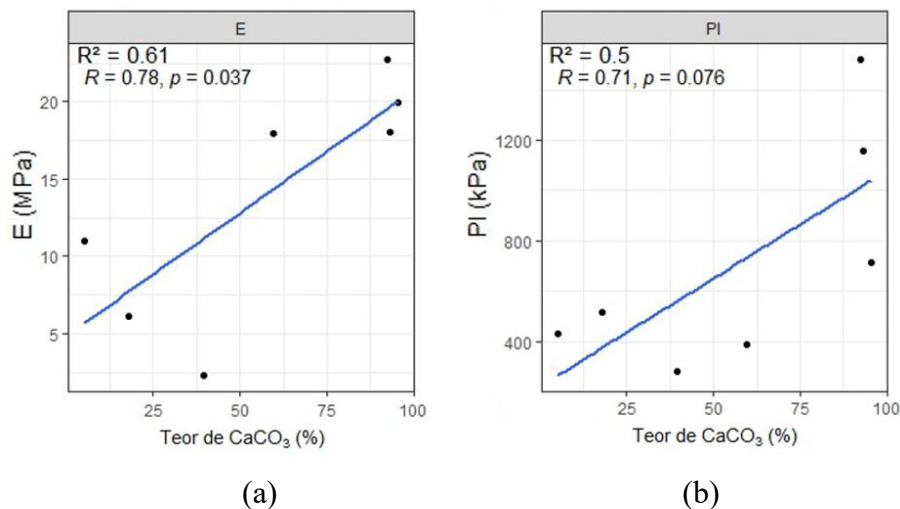 E
R² = 0.61
R = 0.78, p = 0.037
E (MPa)
20
15
10
5
25
50
75
100
Teor de CaCO₃ (%)
(a)
PI
R² = 0.5
R = 0.71, p = 0.076
PI (kPa)
1200
800
400
25
50
75
100
Teor de CaCO₃ (%)
(b)